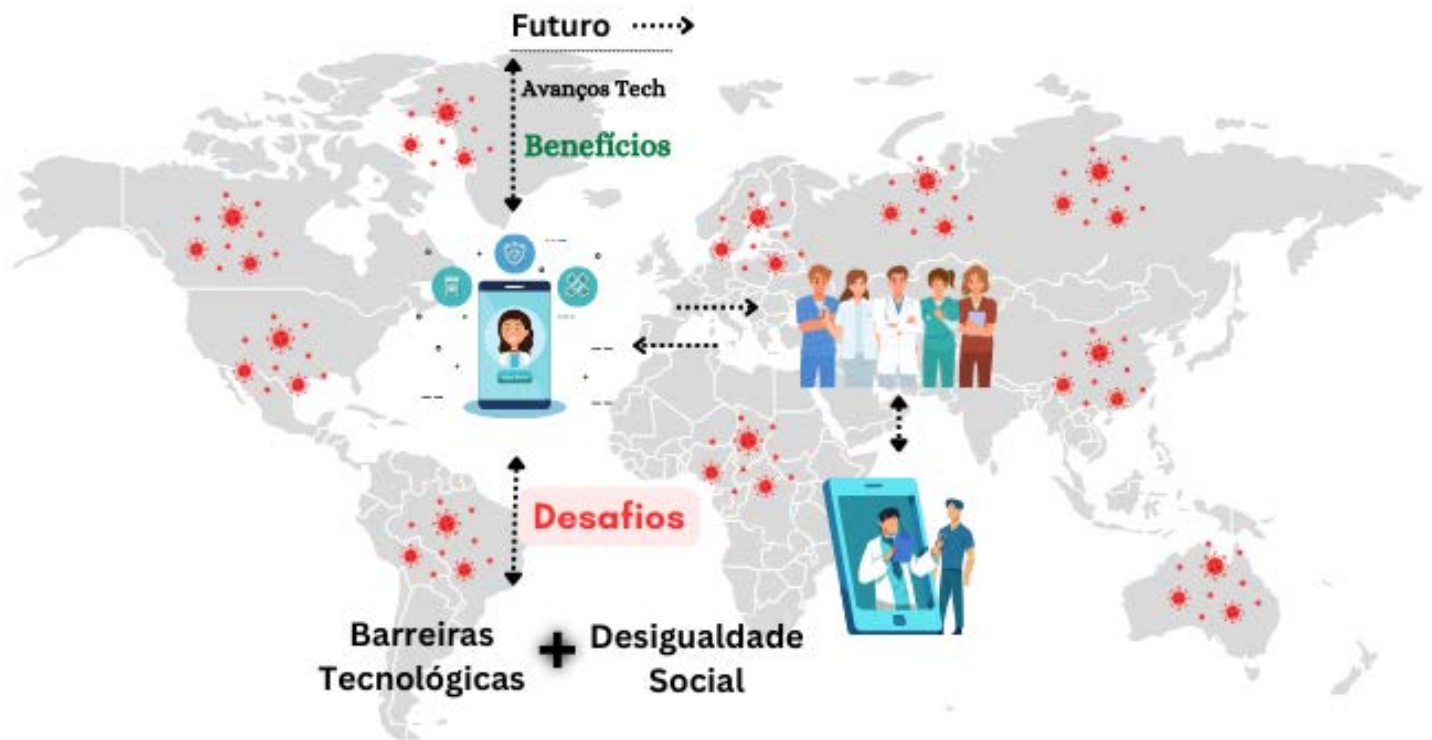 Futuro
Avanços Tech
Benefícios
Desafios
Barreiras
Tecnológicas
+
Desigualdade
Social